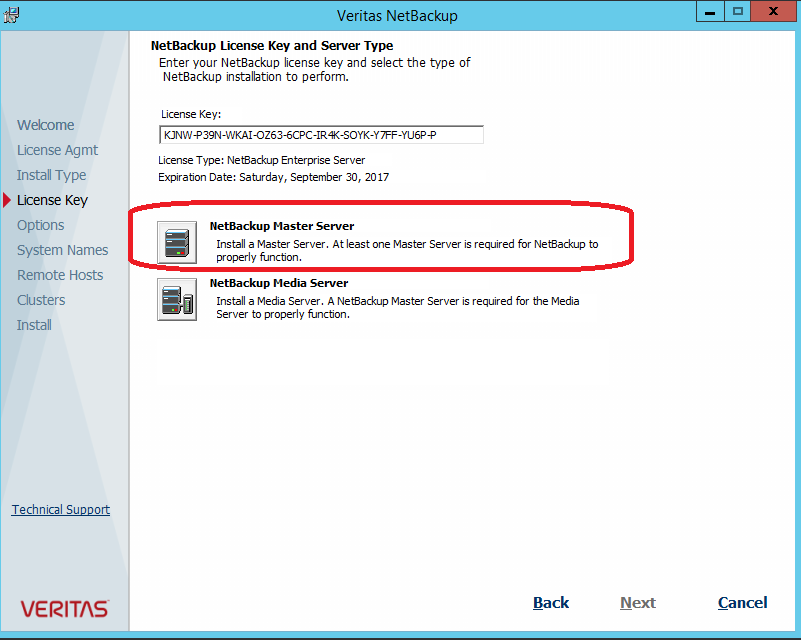 Veritas NetBackup
NetBackup License Key and Server Type
Enter your NetBackup license key and select the type of
NetBackup installation to perform.
License Key:
KJNW-P39N-WKAI-OZ63-6CPC-IR4K-SOYK-Y7FF-YU6P-P
License Type: NetBackup Enterprise Server
Expiration Date: Saturday, September 30, 2017
Welcome
License Agmt
Install Type
License Key
Options
System Names
Remote Hosts
Clusters
Install
NetBackup Master Server
Install a Master Server. At least one Master Server is required for NetBackup to
properly function.
NetBackup Media Server
Install a Media Server. A NetBackup Master Server is required for the Media
Server to properly function.
Technical Support
VERITAS
Back
Next
Cancel